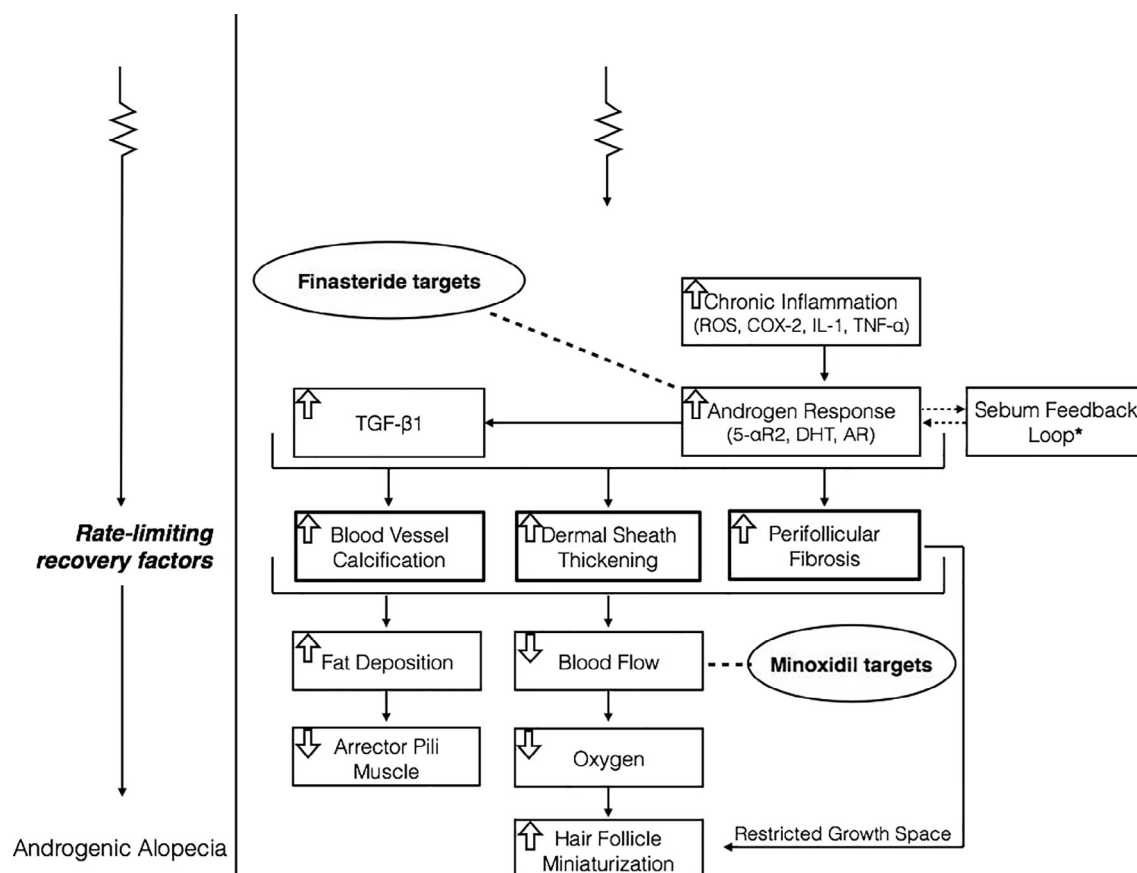 Finasteride targets
Chronic Inflammation
(ROS, COX-2, IL-1, TNF-α)
TGF-β1
Androgen Response
(5-αR2, DHT, AR)
Sebum Feedback
Loop*
Rate-limiting
recovery factors
Blood Vessel
Calcification
Dermal Sheath
Thickening
Perifollicular
Fibrosis
Fat Deposition
Blood Flow
Minoxidil targets
Arrector Pili
Muscle
Oxygen
Androgenic Alopecia
Hair Follicle
Miniaturization
Restricted Growth Space